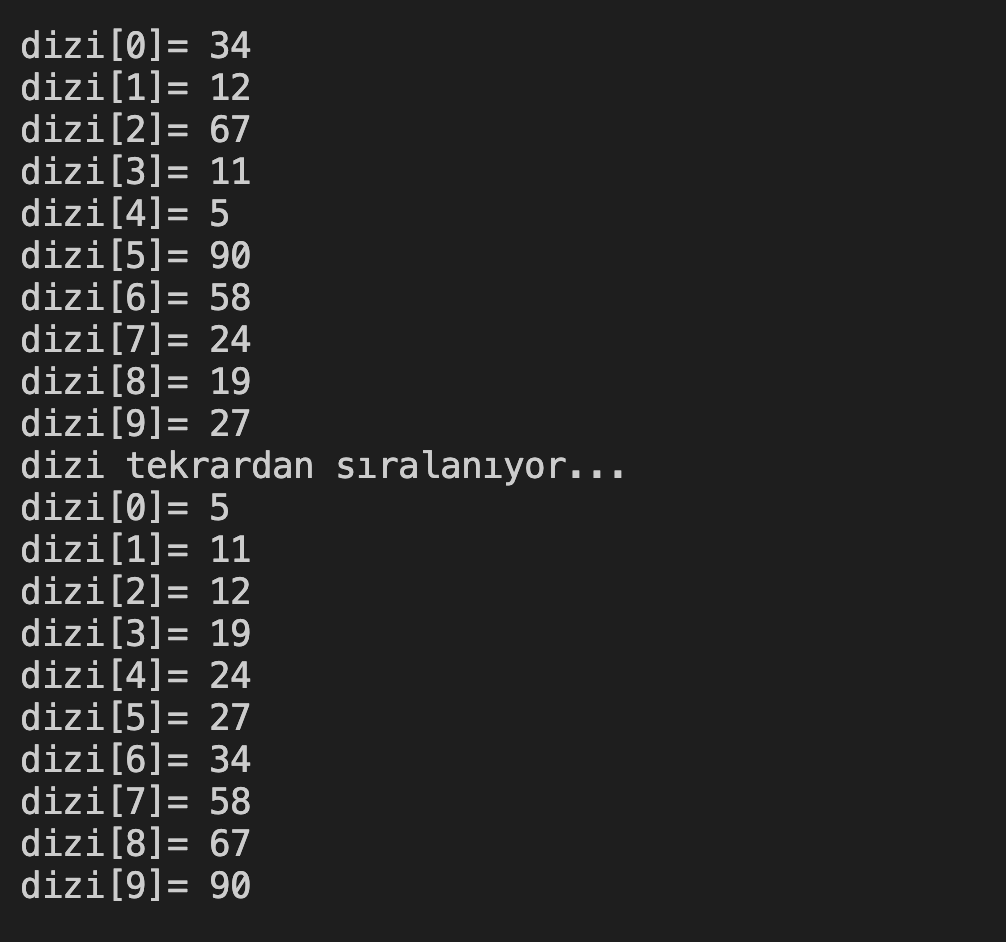 dizi[0]= 34
dizi[1]= 12
dizi[2]= 67
dizi[3]= 11
dizi[4]= 5
dizi[5]= 90
dizi[6]= 58
dizi[7]= 24
dizi[8]= 19
dizi[9]= 27
dizi tekrardan sıralanıyor...
dizi[0]= 5
dizi[1]= 11
dizi[2]= 12
dizi[3]= 19
dizi[4]= 24
dizi[5]= 27
dizi[6]= 34
dizi[7]= 58
dizi[8]= 67
dizi[9]= 90